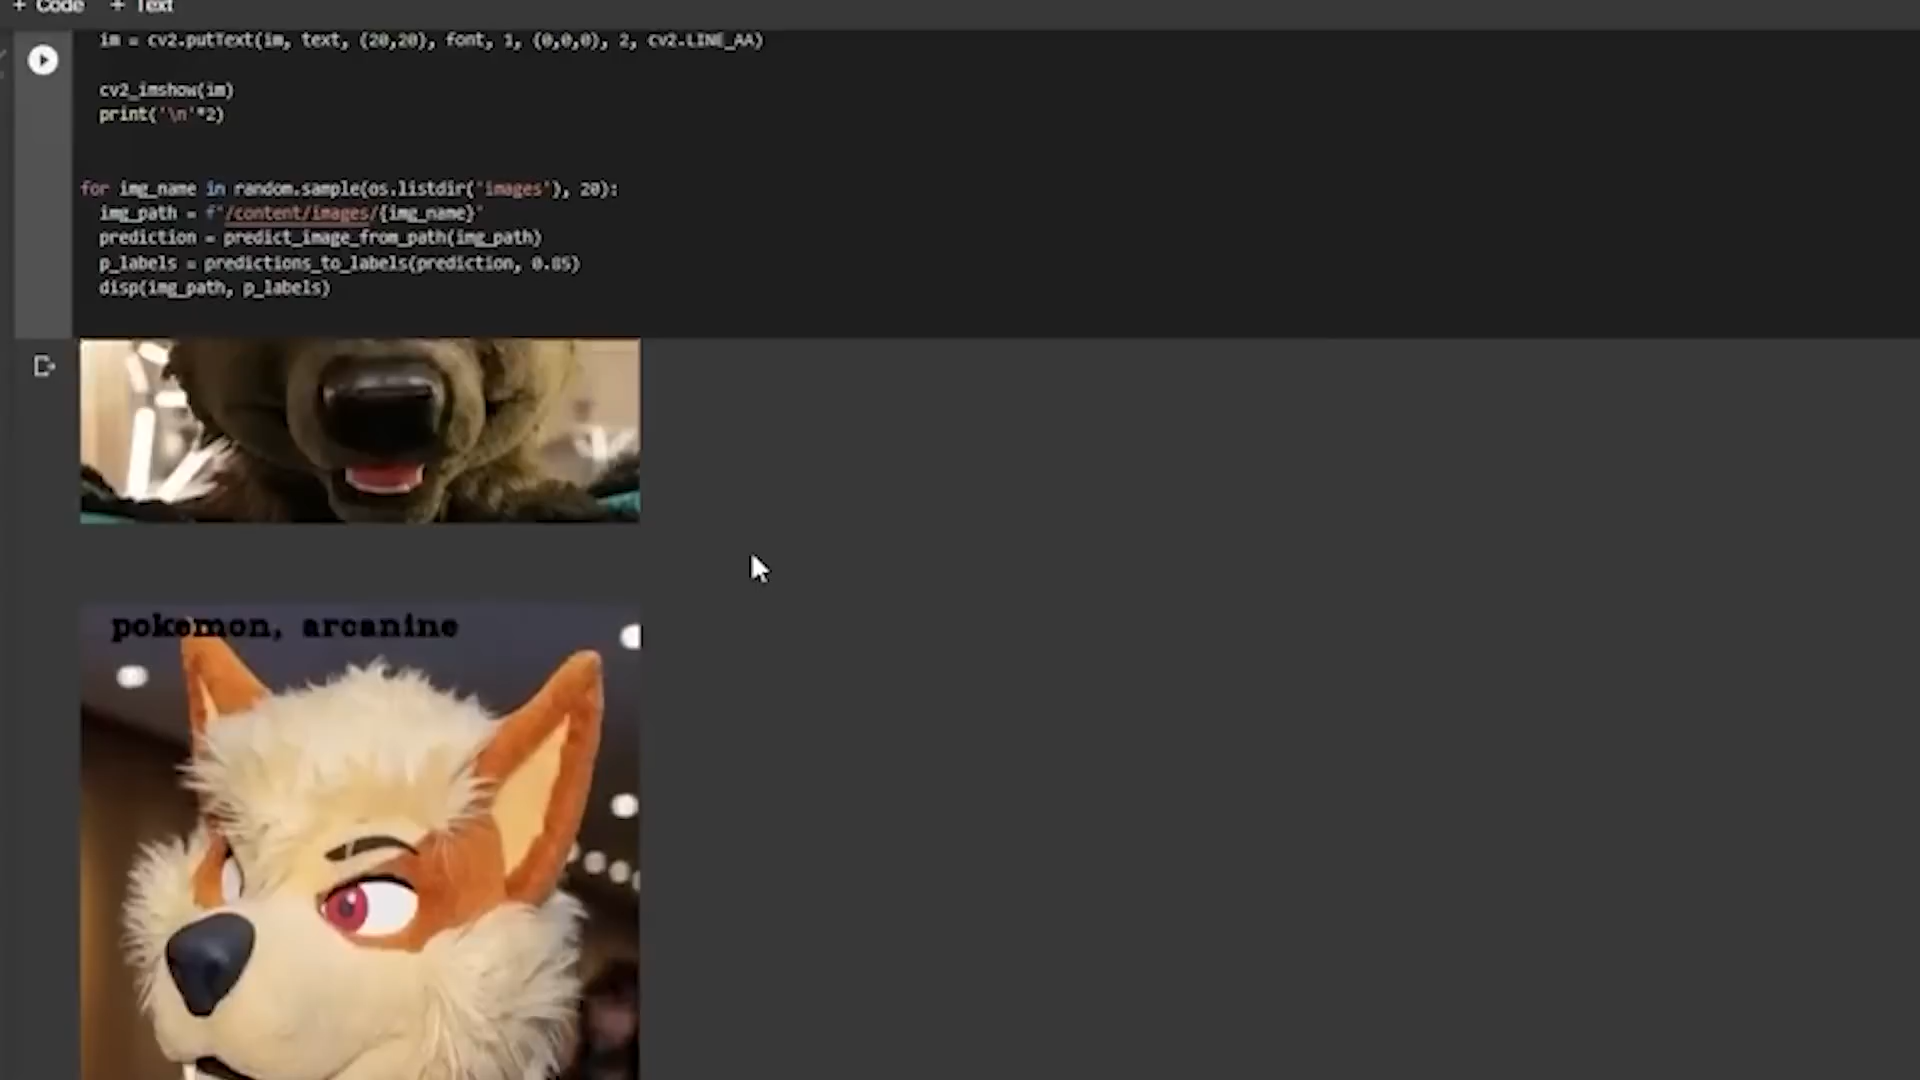 + Code + Text
im = cv2.putText(im, text, (20,20), font, 1, (0,0,0), 2, cv2.LINE_AA)
cv2_imshow(im)
print('\n'*2)
for img_name in random.sample(os.listdir('images'), 20):
img_path = f'/content/images/{img_name}'
prediction = predict_image_from_path(img_path)
p_labels = predictions_to_labels(prediction, 0.85)
disp(img_path, p_labels)
pokemon, arcanine